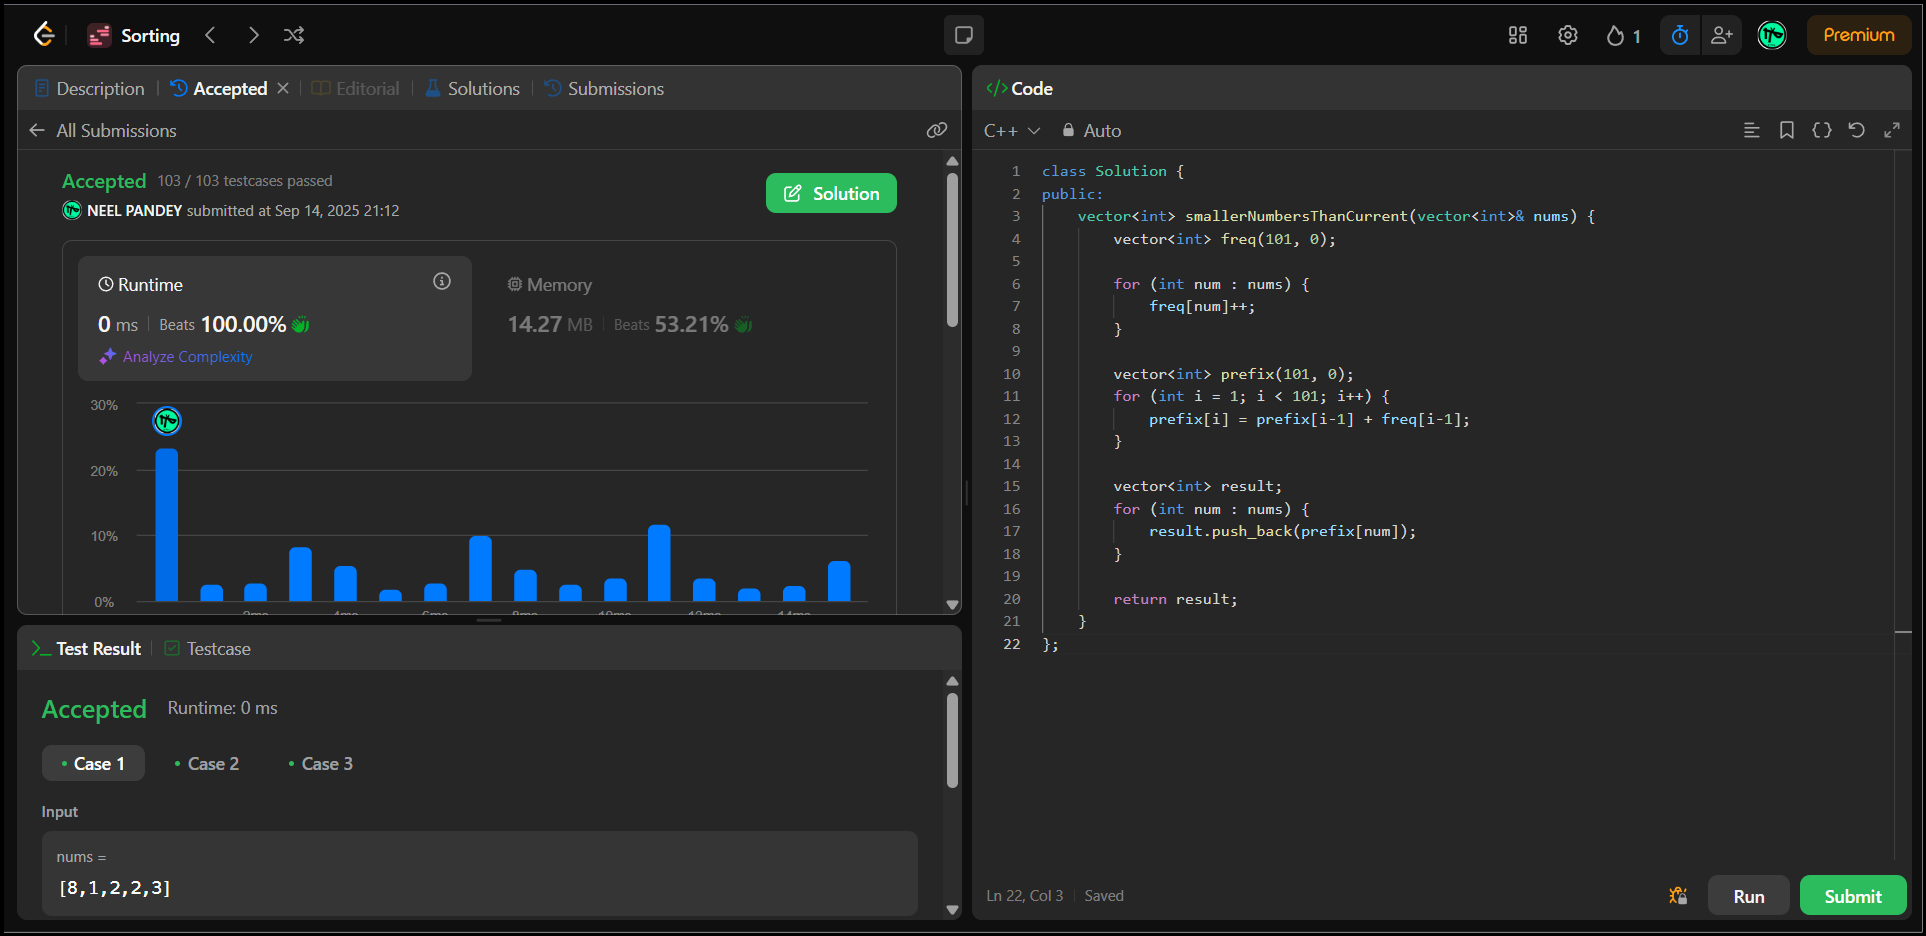 Sorting
1
Premium
Description
Accepted
Editorial
Solutions
Submissions
All Submissions
Accepted 103 / 103 testcases passed
NEEL PANDEY submitted at Sep 14, 2025 21:12
Solution
Runtime
0 ms Beats 100.00%
Analyze Complexity
Memory
14.27 MB Beats 53.21%
30%
20%
10%
0%
2ms 4ms 6ms 8ms 10ms 12ms 14ms
Test Result
Testcase
Accepted Runtime: 0 ms
Case 1
Case 2
Case 3
Input
nums =
[8,1,2,2,3]
</> Code
C++
Auto
1 class Solution {
2 public:
3 vector<int> smallerNumbersThanCurrent(vector<int>& nums) {
4 vector<int> freq(101, 0);
5
6 for (int num : nums) {
7 freq[num]++;
8 }
9
10 vector<int> prefix(101, 0);
11 for (int i = 1; i < 101; i++) {
12 prefix[i] = prefix[i-1] + freq[i-1];
13 }
14
15 vector<int> result;
16 for (int num : nums) {
17 result.push_back(prefix[num]);
18 }
19
20 return result;
21 }
22 };
Ln 22, Col 3 Saved
Run
Submit